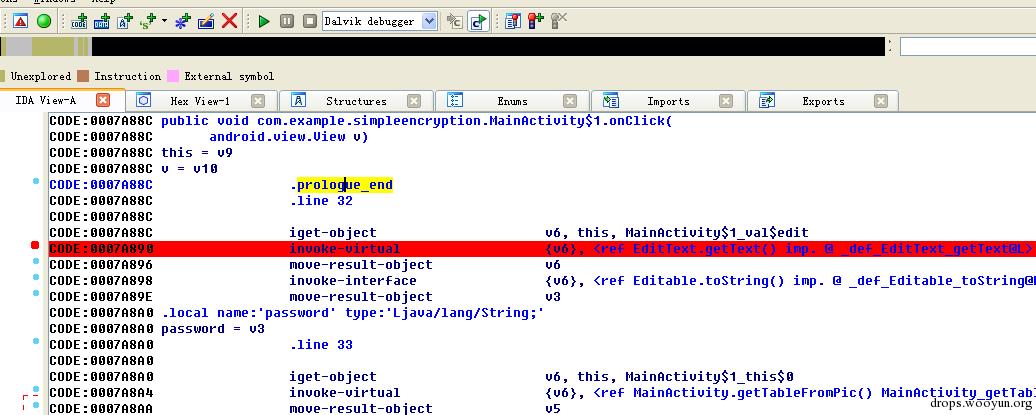 Dalvik debugger
Unexplored Instruction External symbol
IDA View-A Hex View-1 Structures Enums Imports Exports
CODE:0007A88C public void com.example.simpleencryption.MainActivity$1.onClick(
CODE:0007A88C android.view.View v)
CODE:0007A88C this = v9
CODE:0007A88C v = v10
CODE:0007A88C .prologue_end
CODE:0007A88C .line 32
CODE:0007A88C
CODE:0007A88C iget-object v6, this, MainActivity$1_val$edit
CODE:0007A890 invoke-virtual {v6}, <ref EditText.getText() imp. @ _def_EditText_getText@L>
CODE:0007A896 move-result-object v6
CODE:0007A898 invoke-interface {v6}, <ref Editable.toString() imp. @ _def_Editable_toString@
CODE:0007A89E move-result-object v3
CODE:0007A8A0 .local name:'password' type:'Ljava/lang/String;'
CODE:0007A8A0 password = v3
CODE:0007A8A0 .line 33
CODE:0007A8A0
CODE:0007A8A0 iget-object v6, this, MainActivity$1_this$0
CODE:0007A8A4 invoke-virtual {v6}, <ref MainActivity.getTableFromPic() MainActivity_getTa
CODE:0007A8AA move-result-object v5
drops.wooyun.org